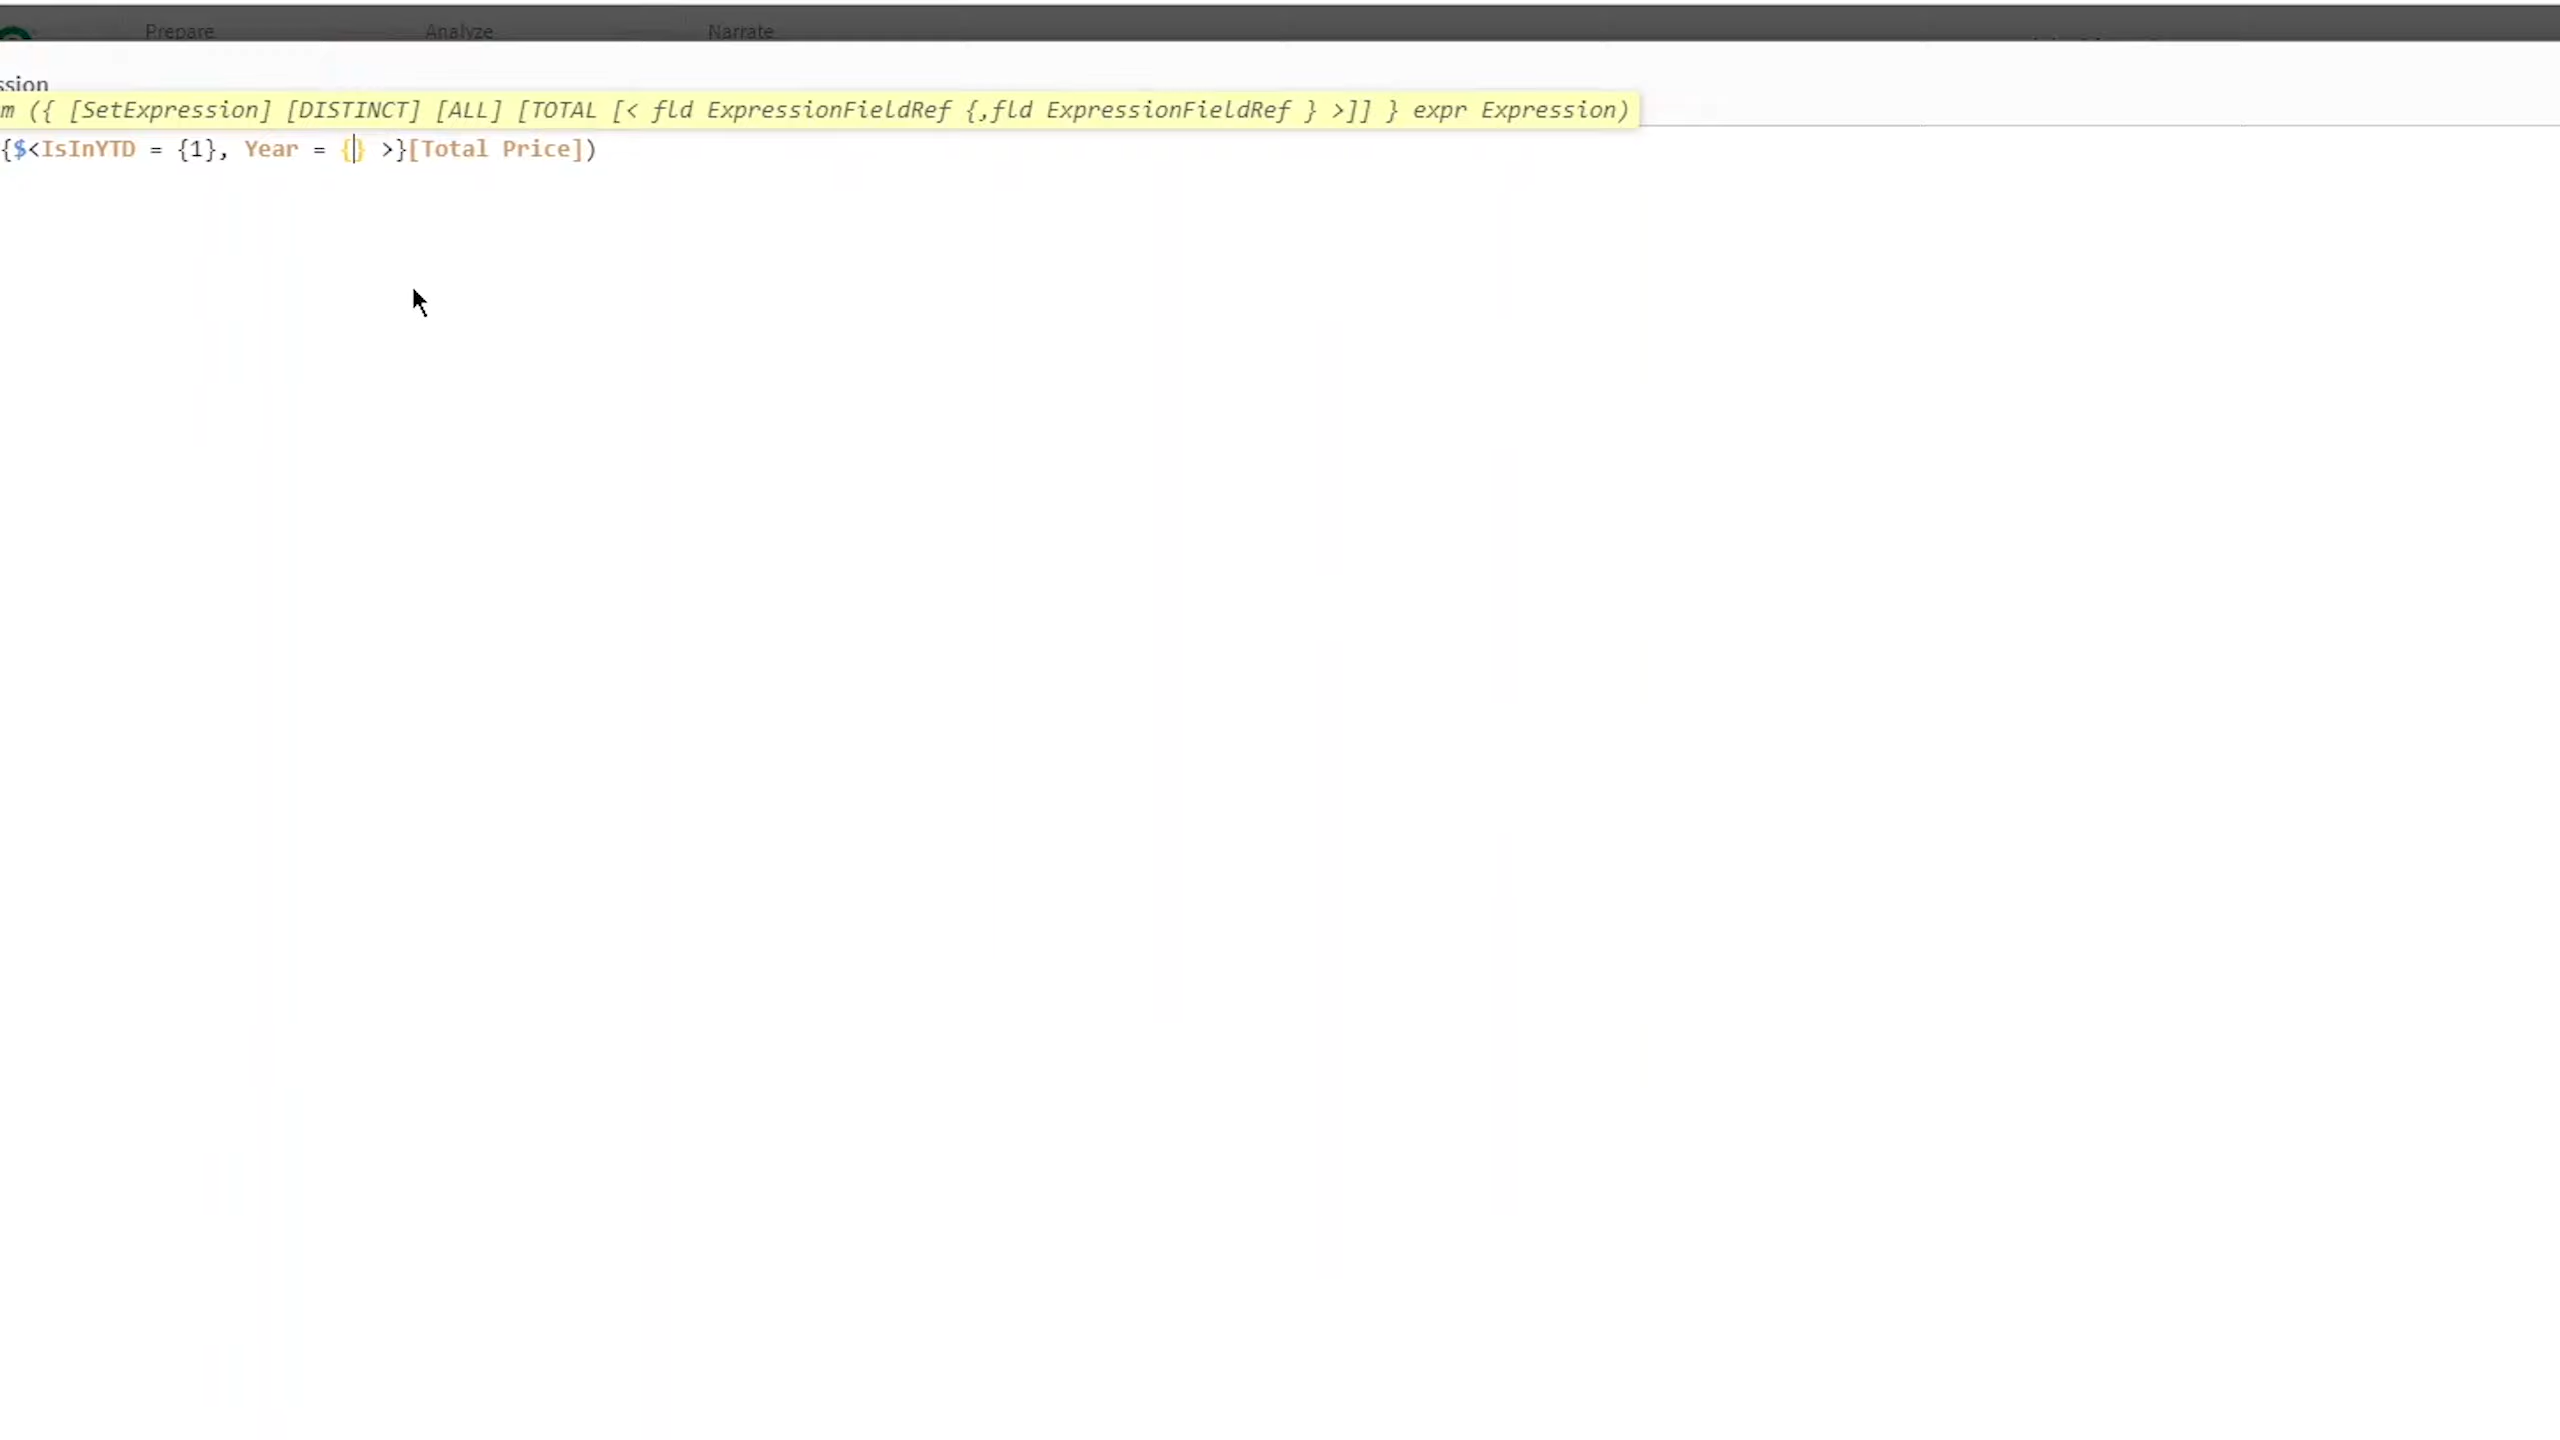 Prepare Analyze Narrate
ssion
m ({ [SetExpression] [DISTINCT] [ALL] [TOTAL [< fld ExpressionFieldRef {,fld ExpressionFieldRef } >]] } expr Expression)
{$<IsInYTD = {1}, Year = {} >}[Total Price])